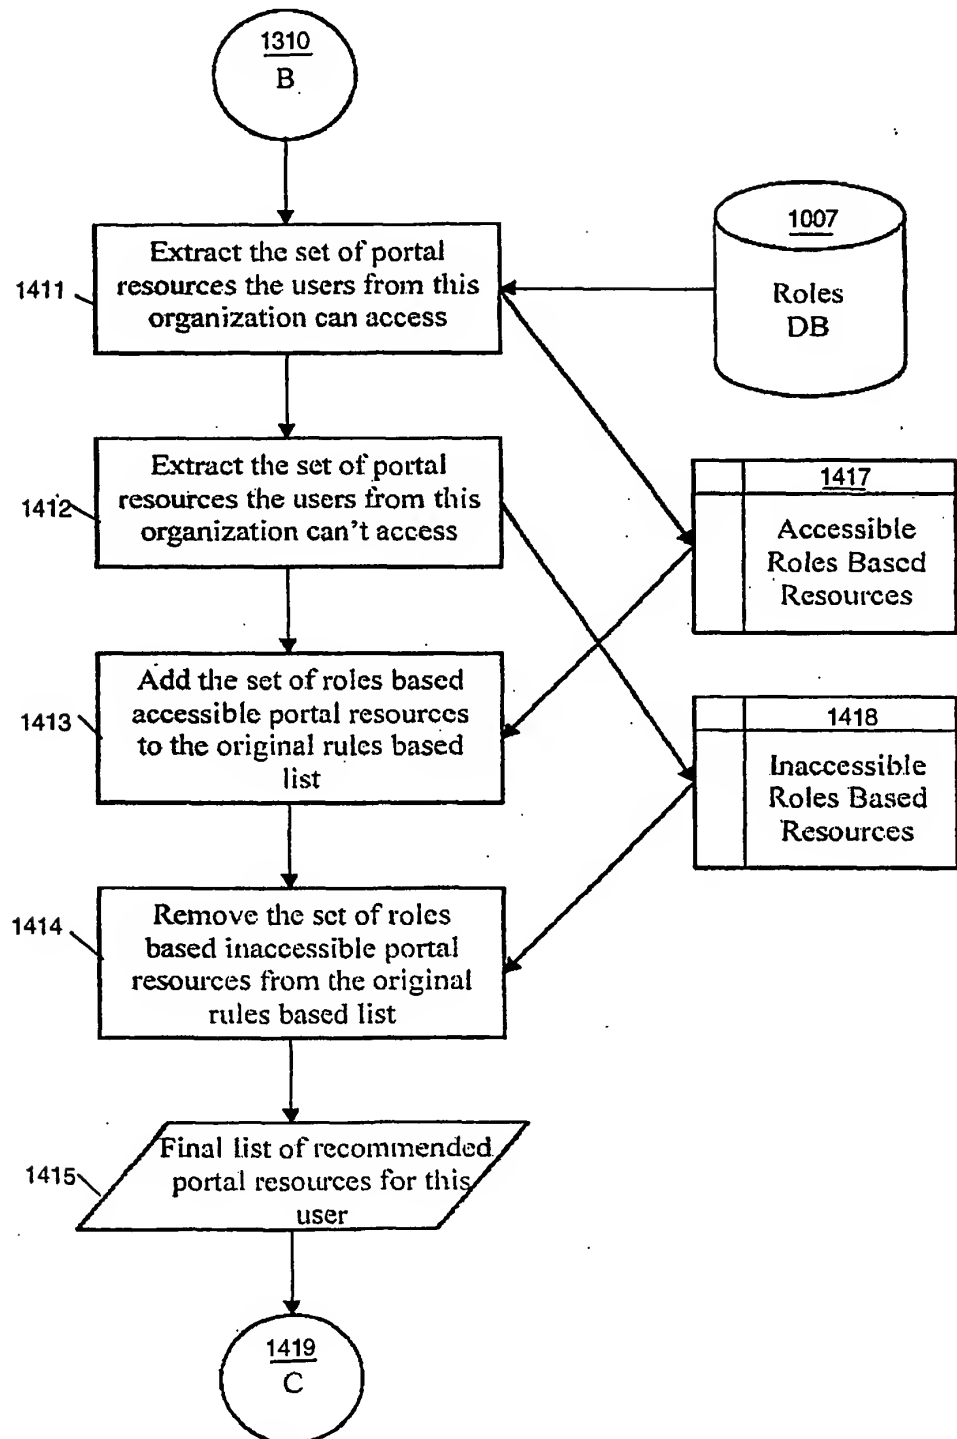 1310
B
1411
Extract the set of portal
resources the users from this
organization can access
1007
Roles
DB
1412
Extract the set of portal
resources the users from this
organization can't access
1417
Accessible
Roles Based
Resources
1413
Add the set of roles based
accessible portal resources
to the original rules based
list
1418
Inaccessible
Roles Based
Resources
1414
Remove the set of roles
based inaccessible portal
resources from the original
rules based list
1415
Final list of recommended
portal resources for this
user
1419
C